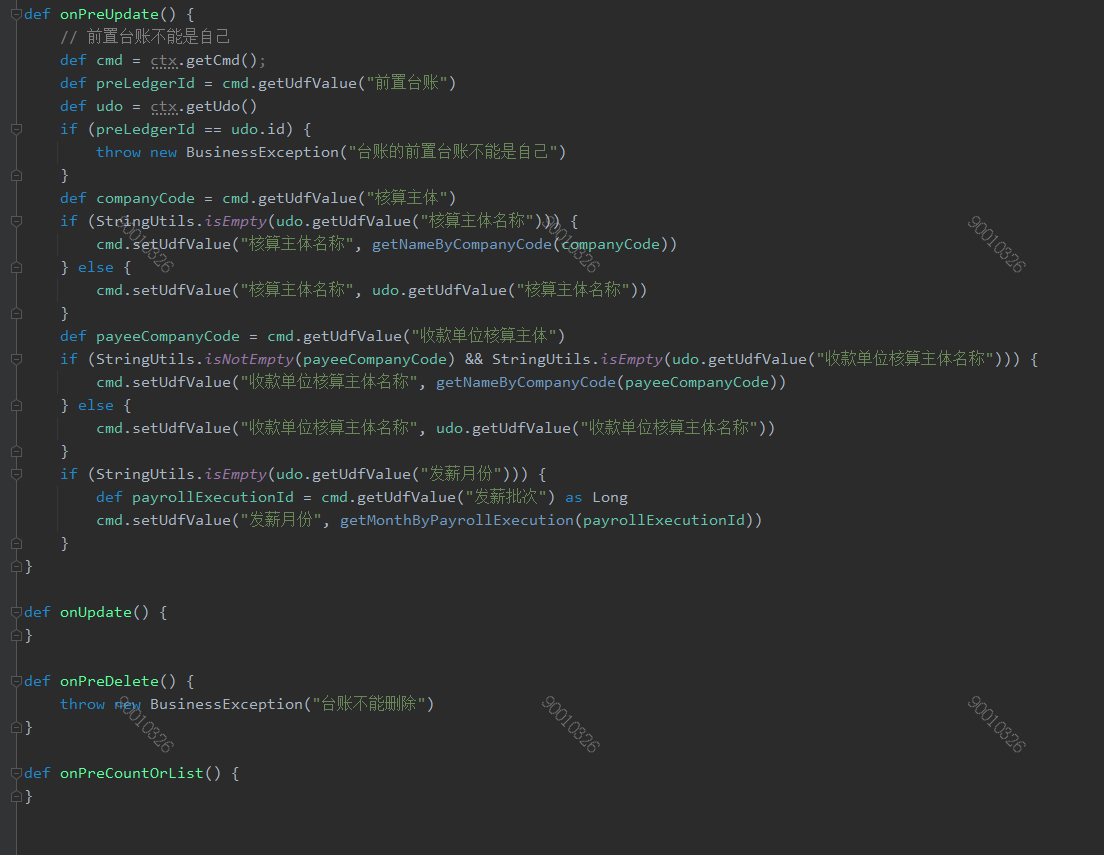 def onPreUpdate() {
// 前置台账不能是自己
def cmd = ctx.getCmd();
def preLedgerId = cmd.getUdfValue("前置台账")
def udo = ctx.getUdo()
if (preLedgerId == udo.id) {
throw new BusinessException("台账的前置台账不能是自己")
}
def companyCode = cmd.getUdfValue("核算主体")
if (StringUtils.isEmpty(udo.getUdfValue("核算主体名称"))) {
cmd.setUdfValue("核算主体名称", getNameByCompanyCode(companyCode))
} else {
cmd.setUdfValue("核算主体名称", udo.getUdfValue("核算主体名称"))
}
def payeeCompanyCode = cmd.getUdfValue("收款单位核算主体")
if (StringUtils.isNotEmpty(payeeCompanyCode) && StringUtils.isEmpty(udo.getUdfValue("收款单位核算主体名称"))) {
cmd.setUdfValue("收款单位核算主体名称", getNameByCompanyCode(payeeCompanyCode))
} else {
cmd.setUdfValue("收款单位核算主体名称", udo.getUdfValue("收款单位核算主体名称"))
}
if (StringUtils.isEmpty(udo.getUdfValue("发薪月份"))) {
def payrollExecutionId = cmd.getUdfValue("发薪批次") as Long
cmd.setUdfValue("发薪月份", getMonthByPayrollExecution(payrollExecutionId))
}
}
def onUpdate() {
}
def onPreDelete() {
throw new BusinessException("台账不能删除")
}
def onPreCountOrList() {
}
90010326
90010326
90010326
90010326
90010326
90010326